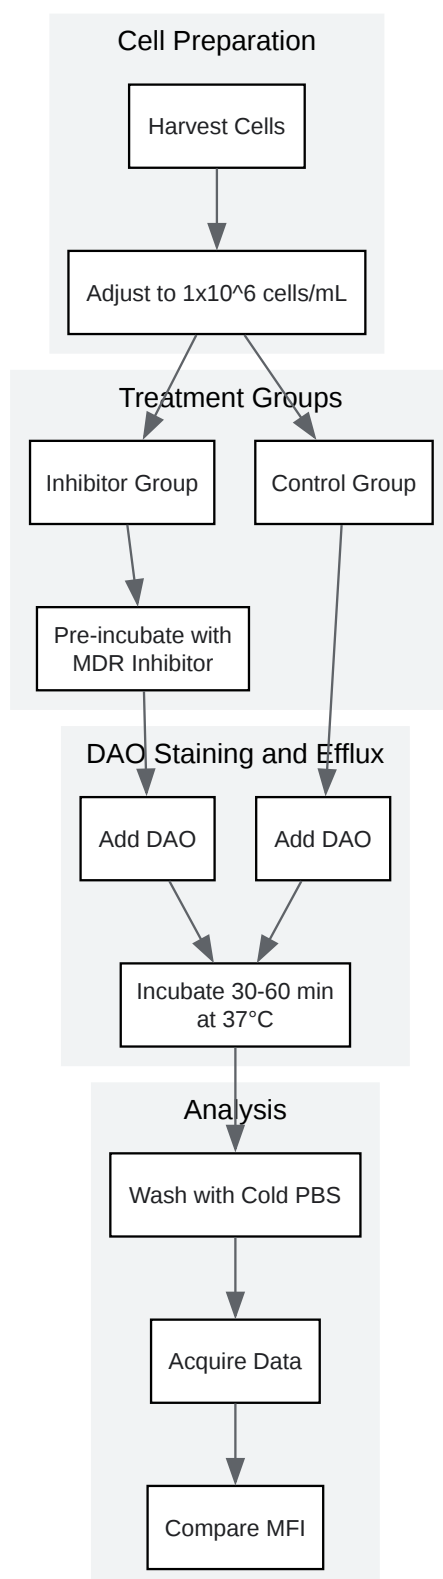 Cell Preparation
Harvest Cells
Adjust to 1x10^6 cells/mL
Treatment Groups
Inhibitor Group
Control Group
Pre-incubate with
MDR Inhibitor
DAO Staining and Efflux
Add DAO
Add DAO
Incubate 30-60 min
at 37°C
Analysis
Wash with Cold PBS
Acquire Data
Compare MFI